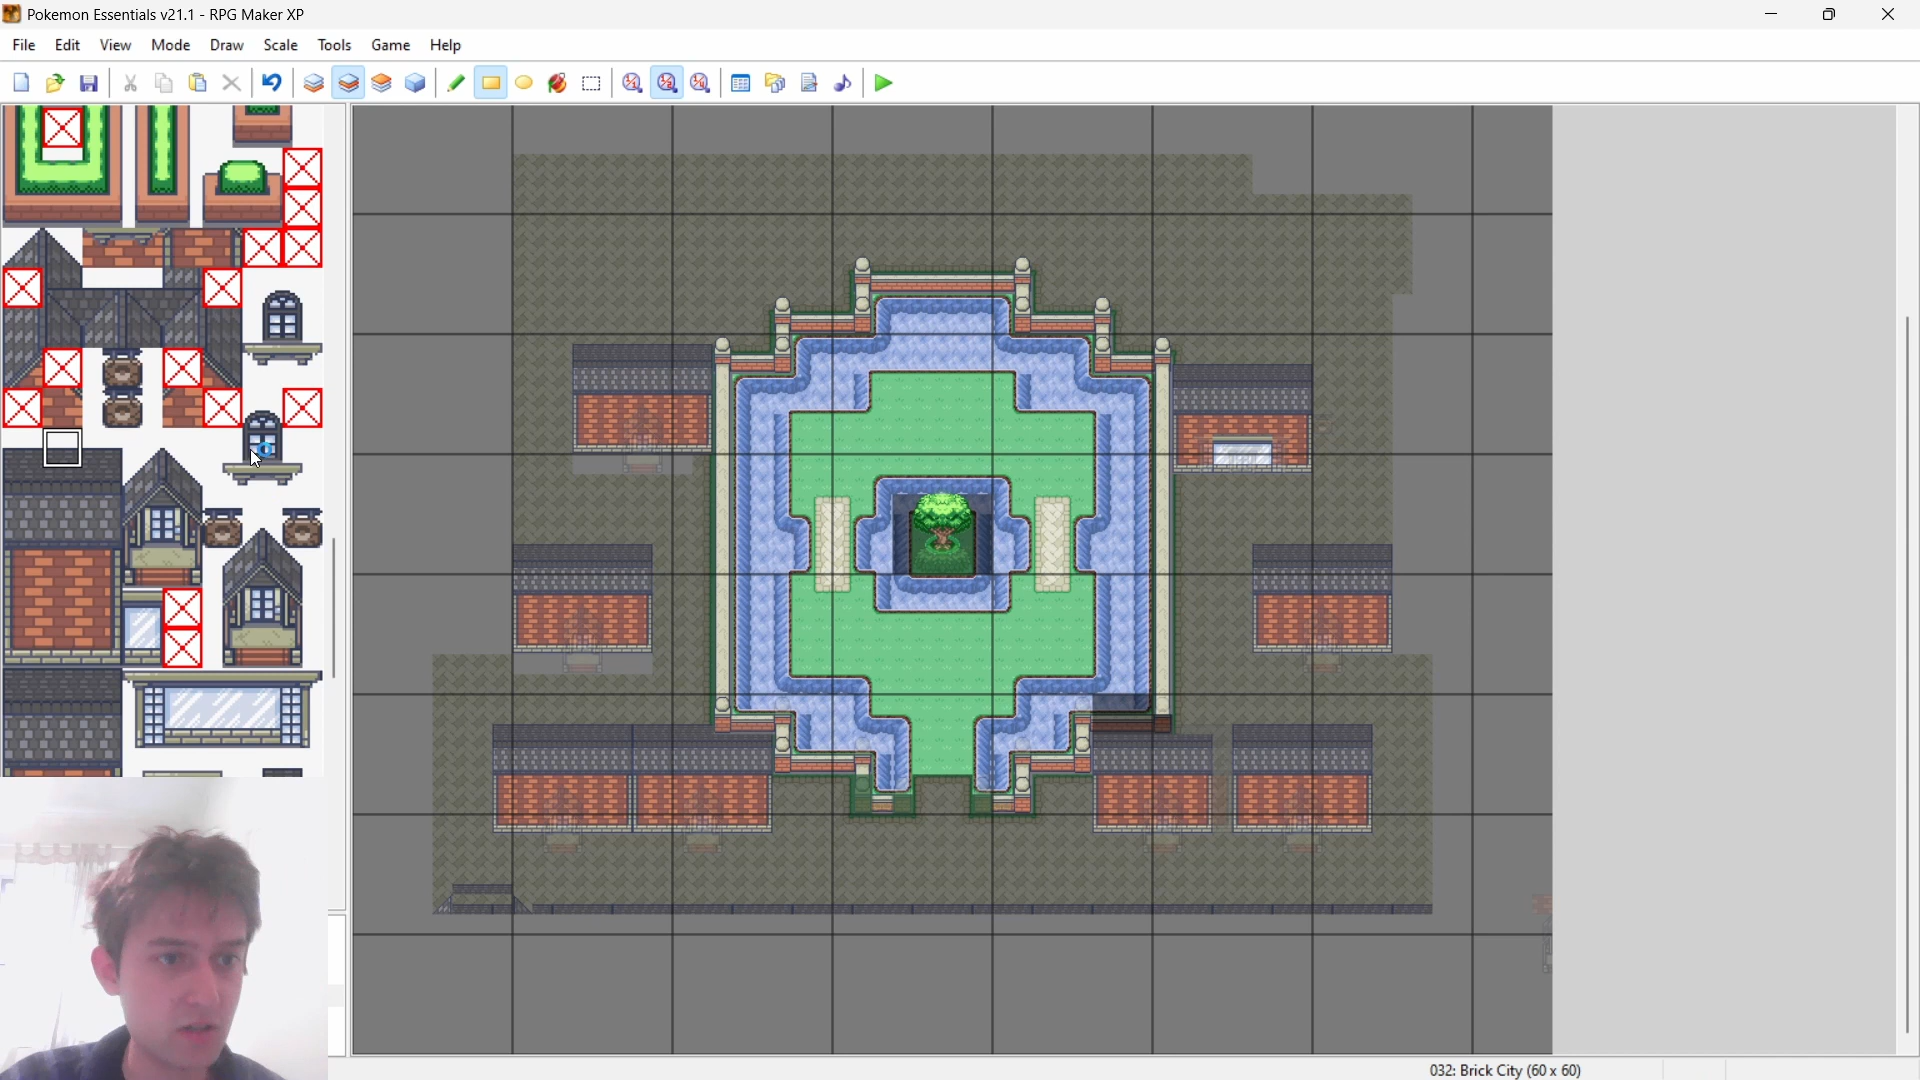 Pokemon Essentials v21.1 - RPG Maker XP
File Edit View Mode Draw Scale Tools Game Help
032: Brick City (60 x 60)